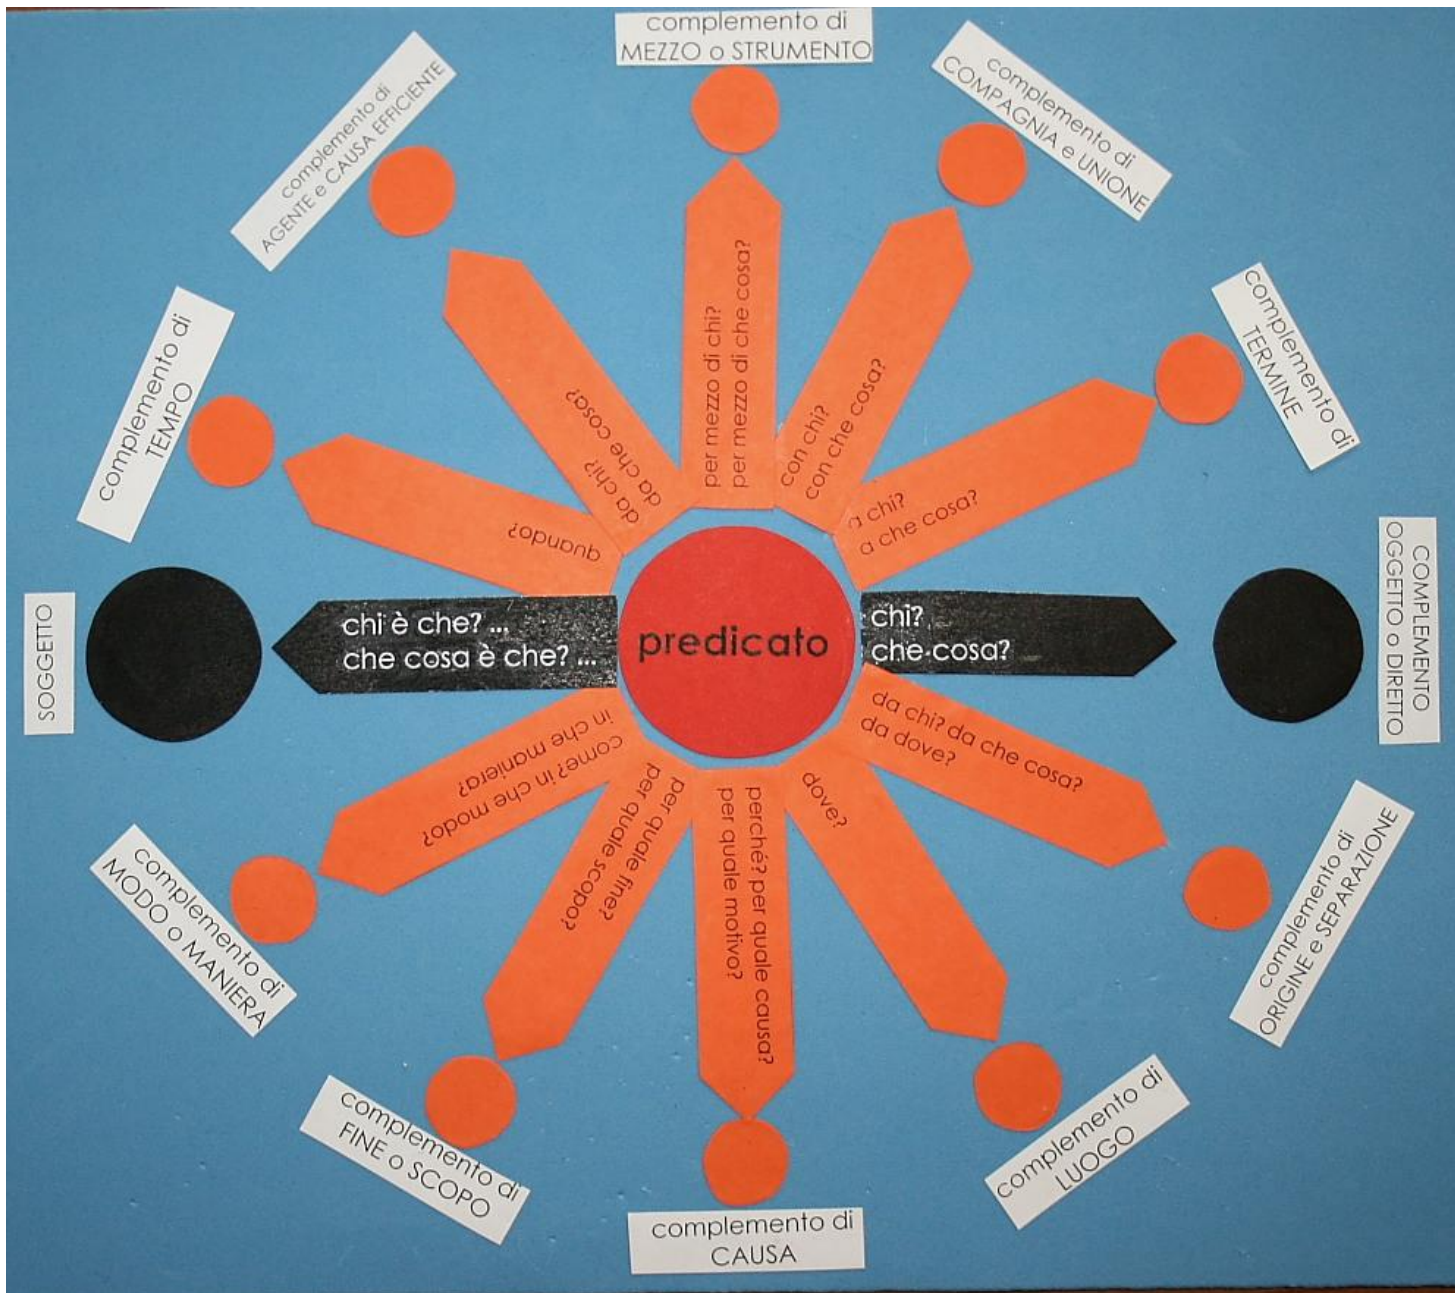 complemento di
MEZZO o STRUMENTO
complemento di
COMPAGNIA e UNIONE
complemento di
TERMINE
COMPLEMENTO
OGGETTO o DIRETTO
complemento di
ORIGINE e SEPARAZIONE
complemento di
LUOGO
complemento di
CAUSA
complemento di
FINE o SCOPO
complemento di
MODO o MANIERA
SOGGETTO
complemento di
TEMPO
complemento di
AGENTE e CAUSA EFFICIENTE
per mezzo di chi?
per mezzo di che cosa?
con chi?
con che cosa?
a chi?
a che cosa?
chi?
che cosa?
da chi? da che cosa?
da dove?
dove?
perché? per quale causa?
per quale motivo?
per quale fine?
per quale scopo?
come? in che modo?
in che maniera?
chi è che? ...
che cosa è che? ...
quando?
da chi?
da che cosa?
predicato